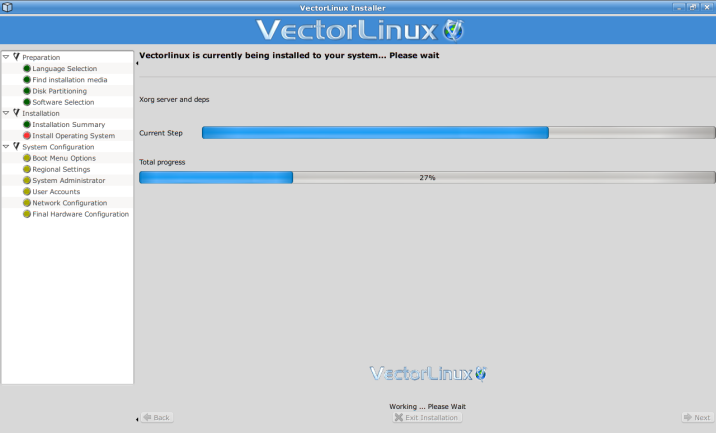 VectorLinux Installer
VectorLinux
Vectorlinux is currently being installed to your system... Please wait
Preparation
Language Selection
Find installation media
Disk Partitioning
Software Selection
Installation
Installation Summary
Install Operating System
System Configuration
Boot Menu Options
Regional Settings
System Administrator
User Accounts
Network Configuration
Final Hardware Configuration
Xorg server and deps
Current Step
Total progress
27%
VectorLinux
Working ... Please Wait
Back
Exit Installation
Next